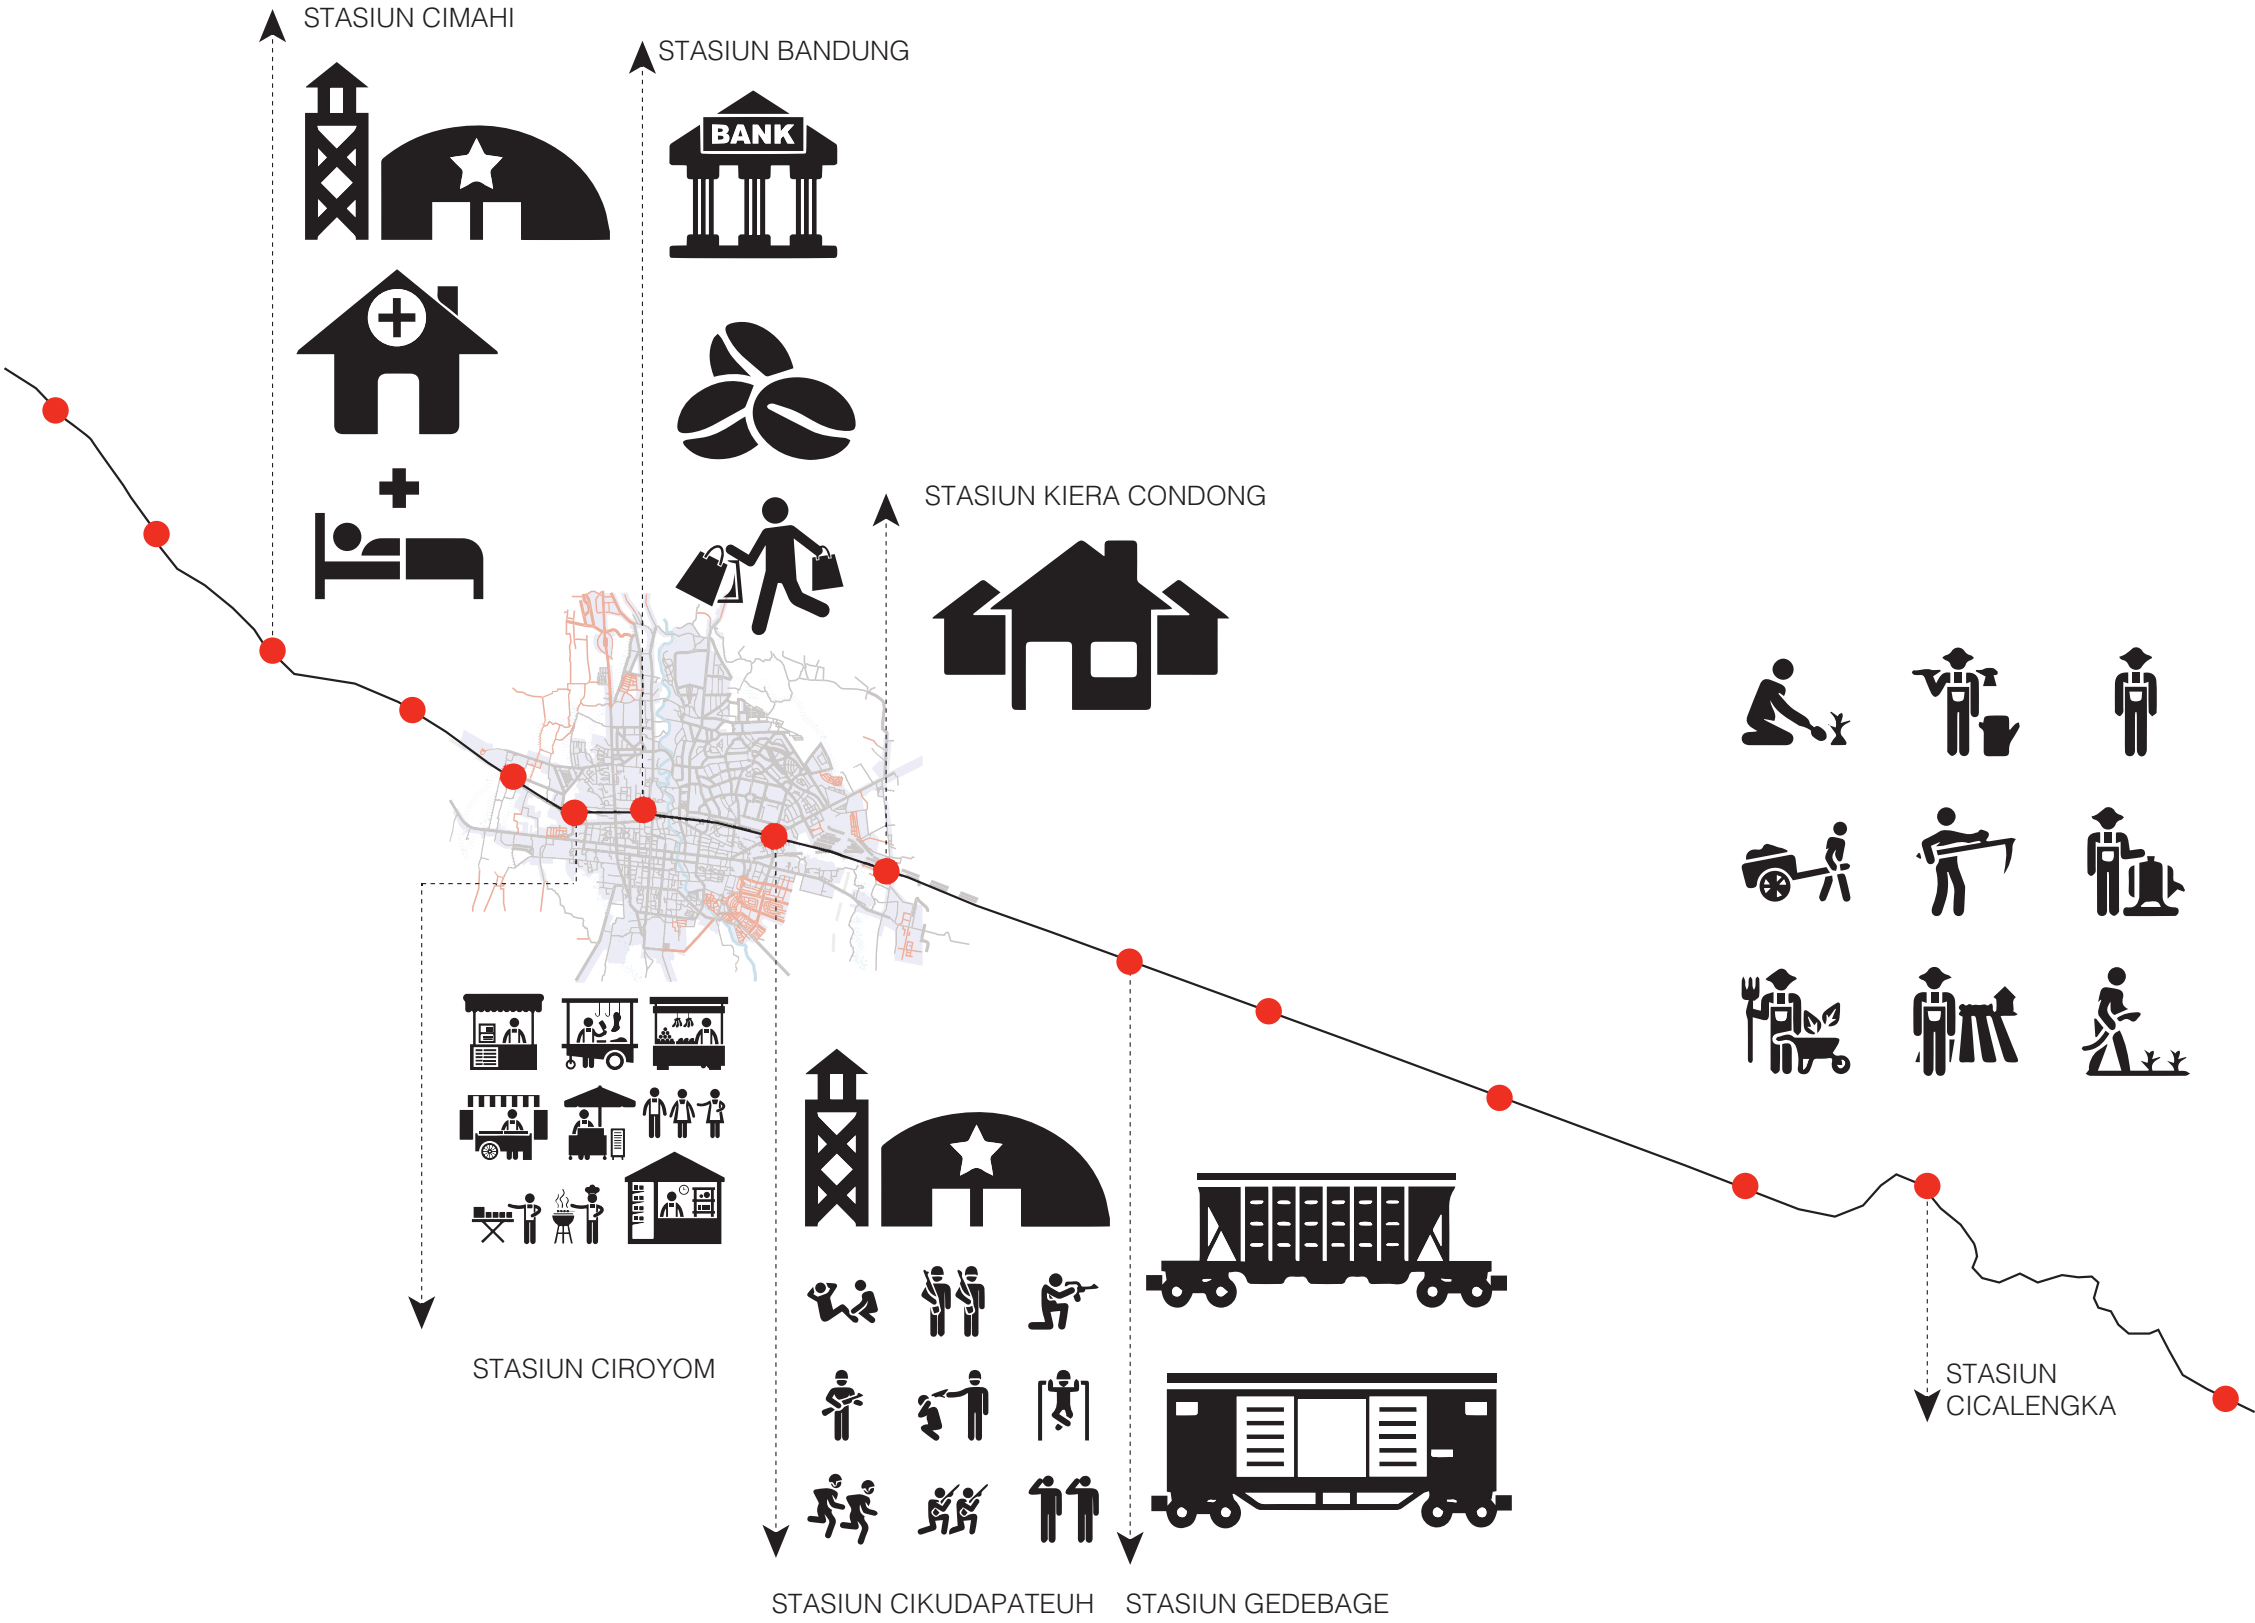 STASIUN CIMAHI
STASIUN BANDUNG
BANK
STASIUN KIERA CONDONG
STASIUN CIROYOM
STASIUN
CICALENGKA
STASIUN CIKUDAPATEUH
STASIUN GEDEBAGE